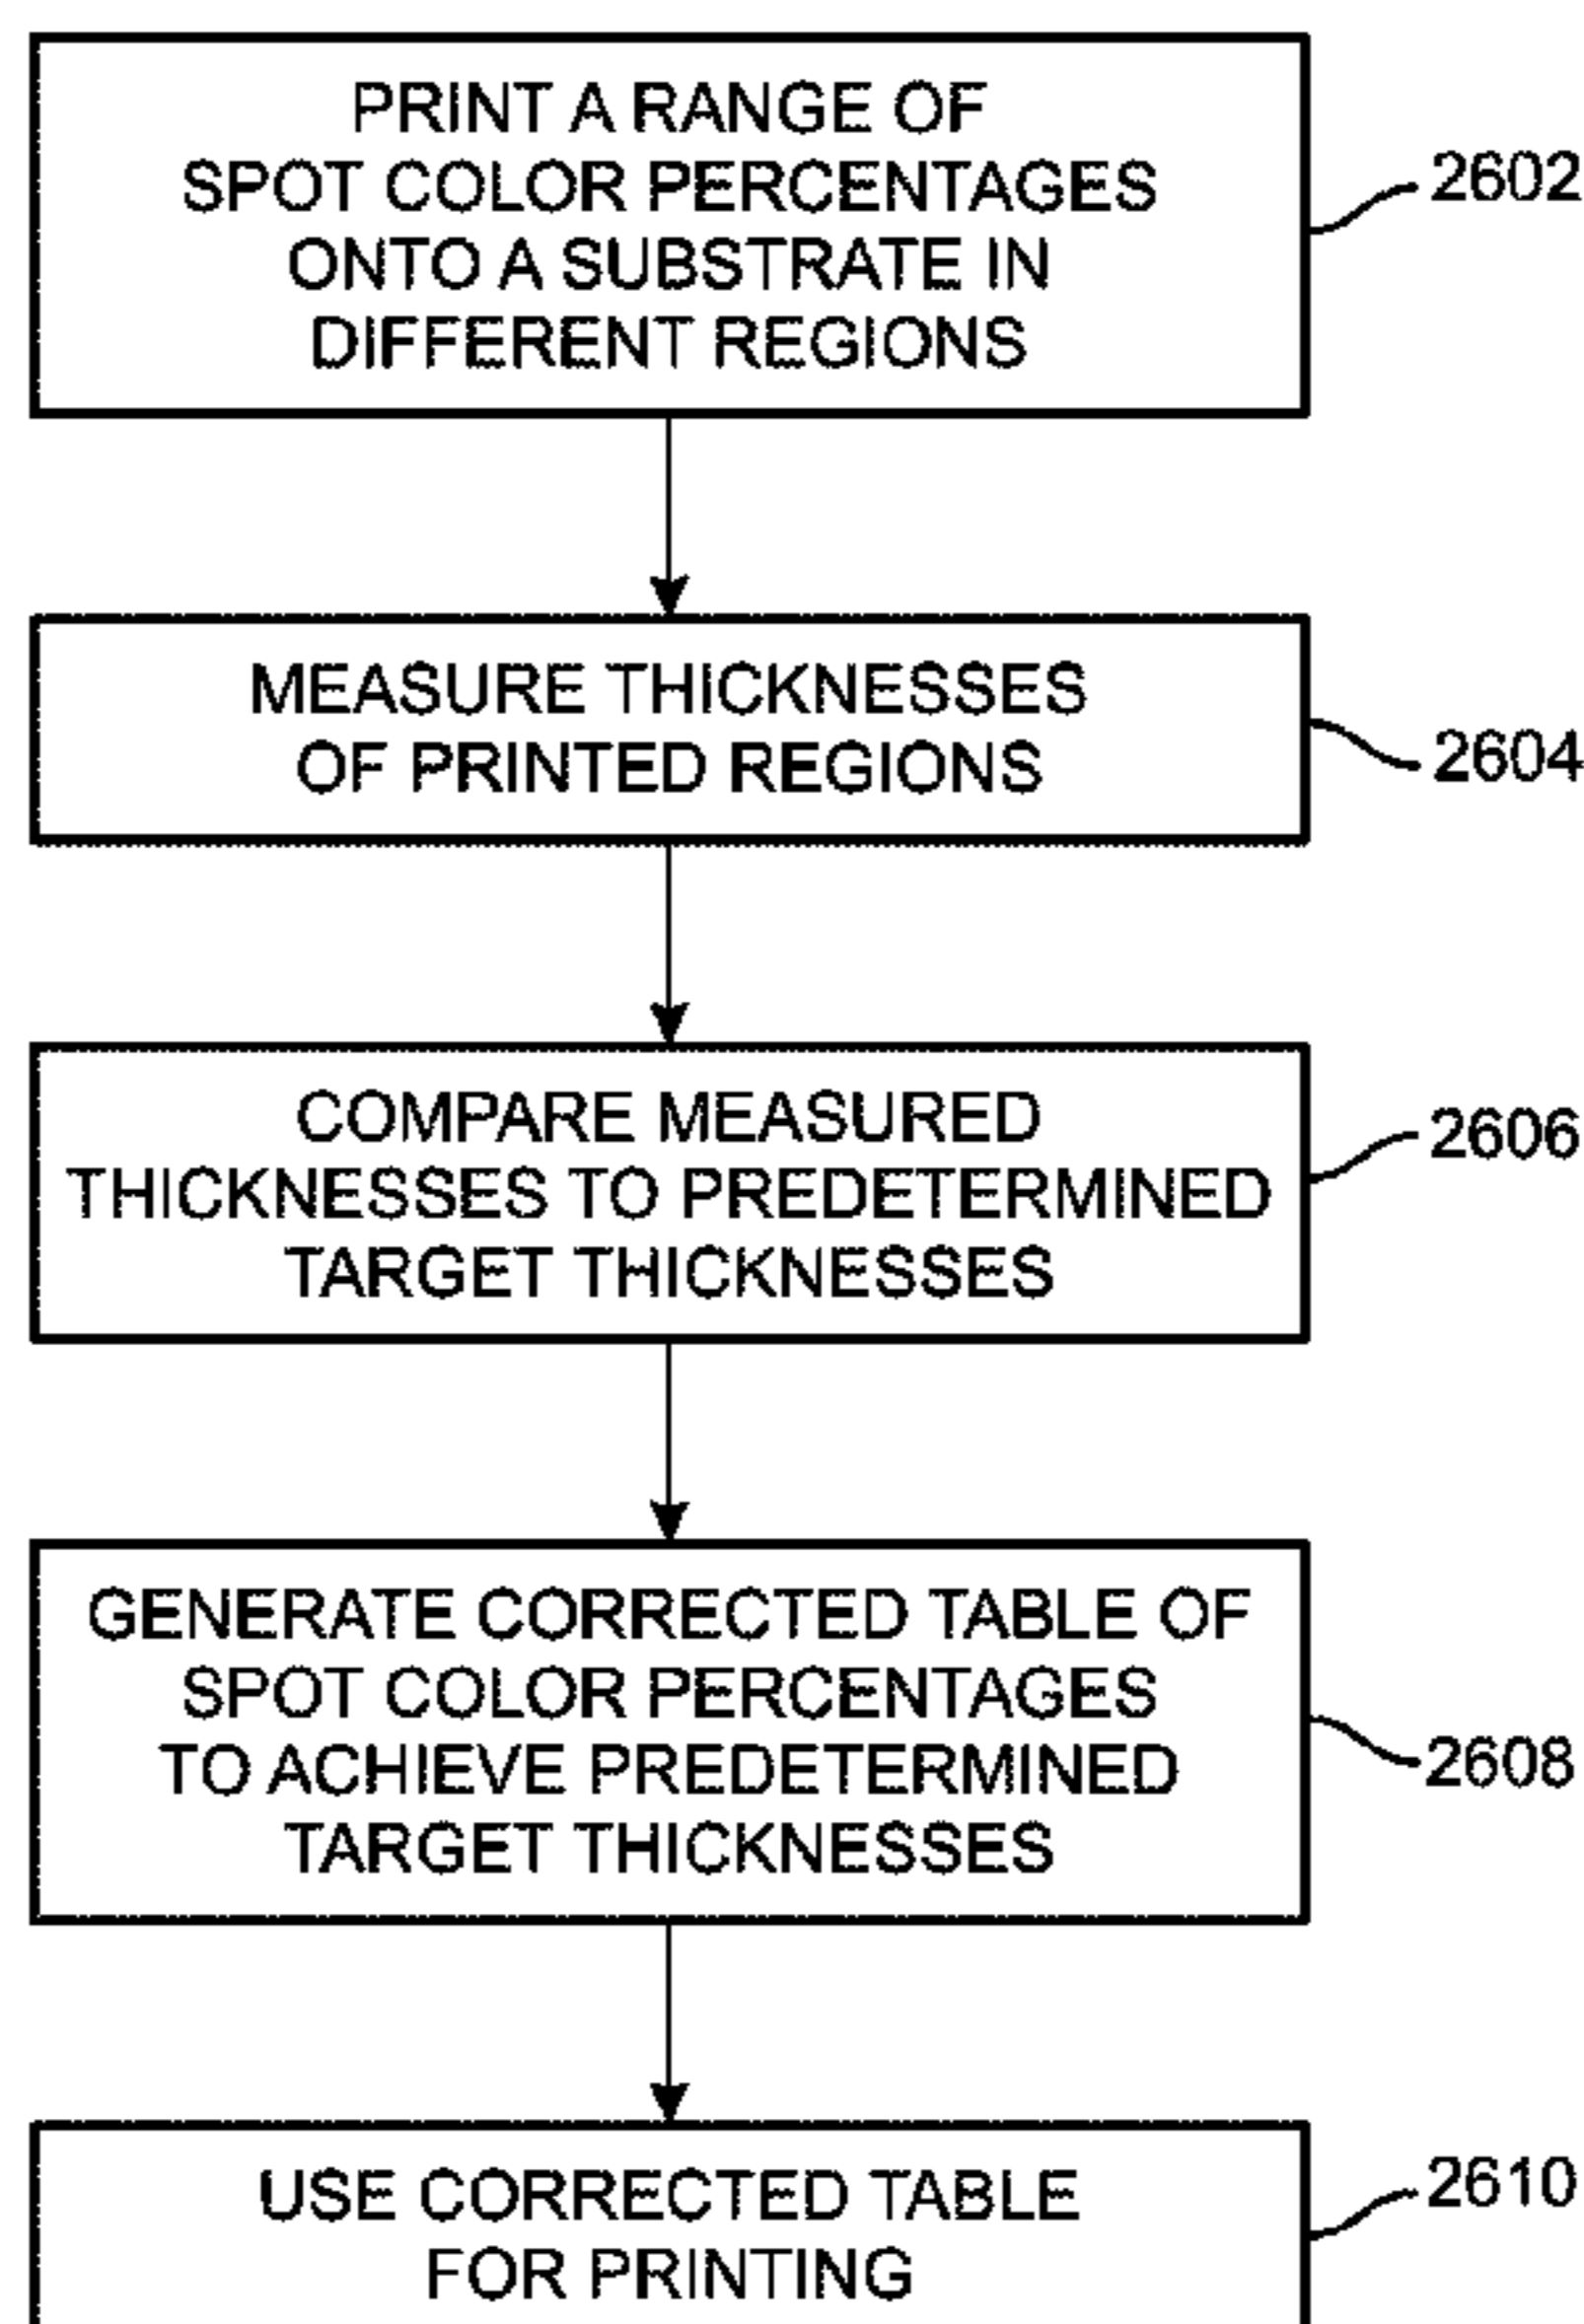 PRINT A RANGE OF
SPOT COLOR PERCENTAGES
ONTO A SUBSTRATE IN
DIFFERENT REGIONS
2602
MEASURE THICKNESSES
OF PRINTED REGIONS
2604
COMPARE MEASURED
THICKNESSES TO PREDETERMINED
TARGET THICKNESSES
2606
GENERATE CORRECTED TABLE OF
SPOT COLOR PERCENTAGES
TO ACHIEVE PREDETERMINED
TARGET THICKNESSES
2608
USE CORRECTED TABLE
FOR PRINTING
2610